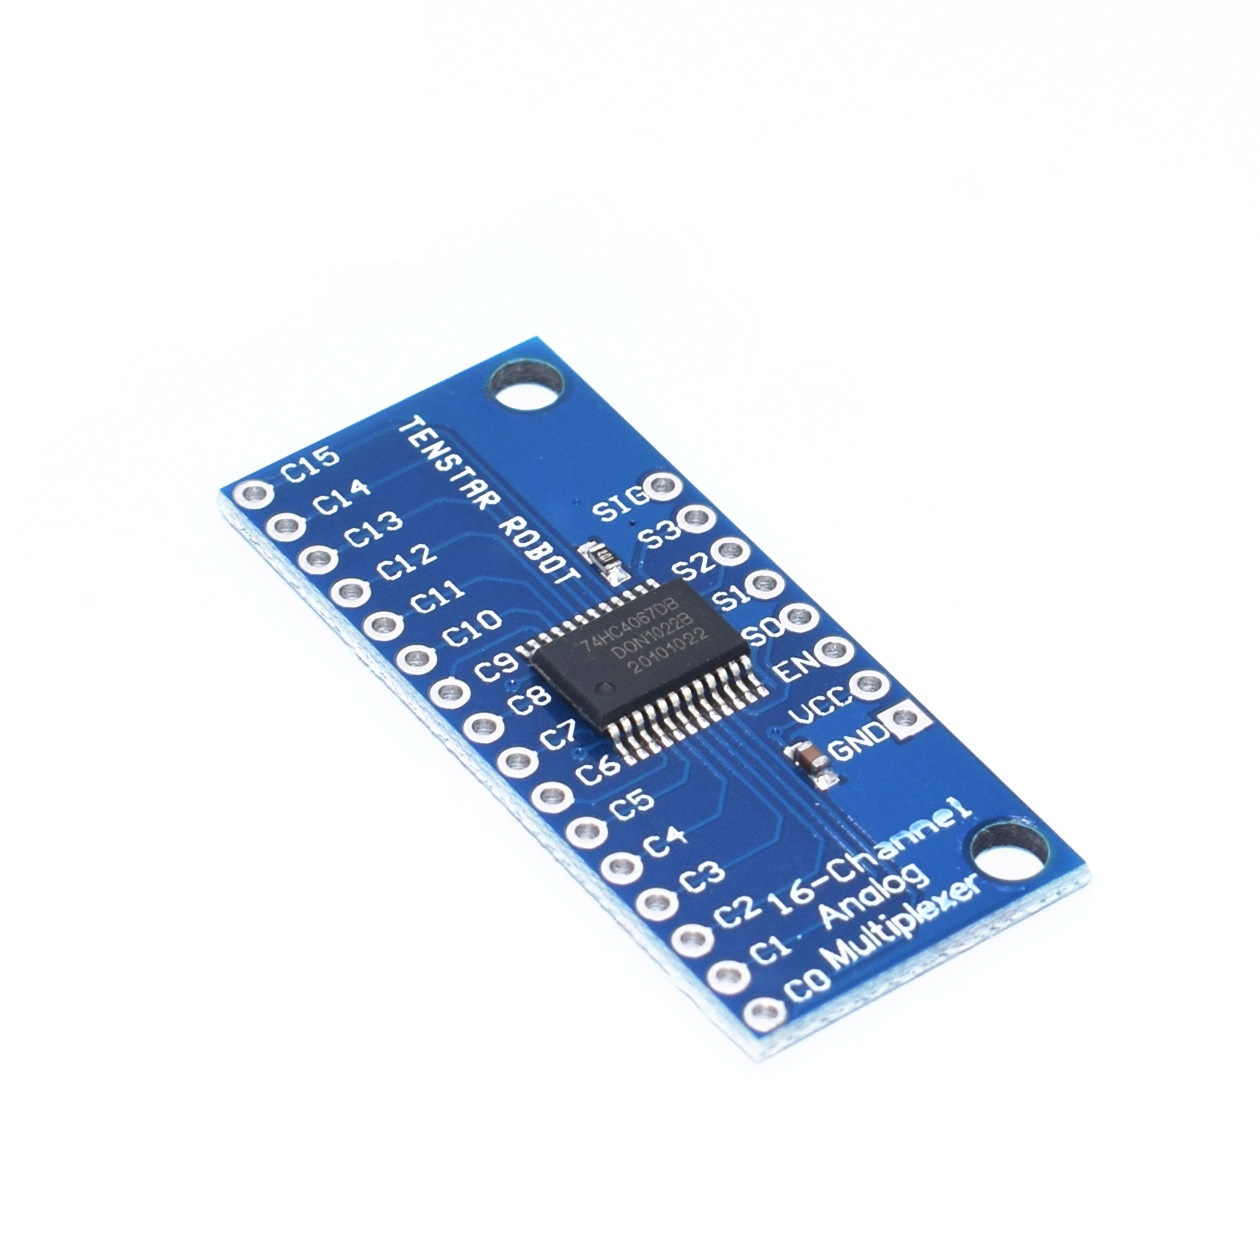 TENSTAR ROBOT
C15
C14
C13
C12
C11
C10
C9
C8
C7
C6
C5
C4
C3
C2
C1
C0
SIG
S3
S2
S1
S0
EN
VCC
GND
74HC4067DB
DON1022B
20101022
16-Channel
Analog
Multiplexer